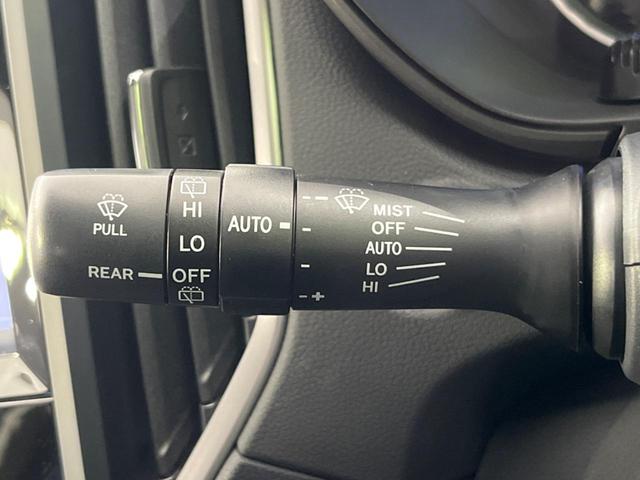 PULL
REAR
HI
LO
OFF
AUTO
MIST
OFF
AUTO
LO
HI
- +